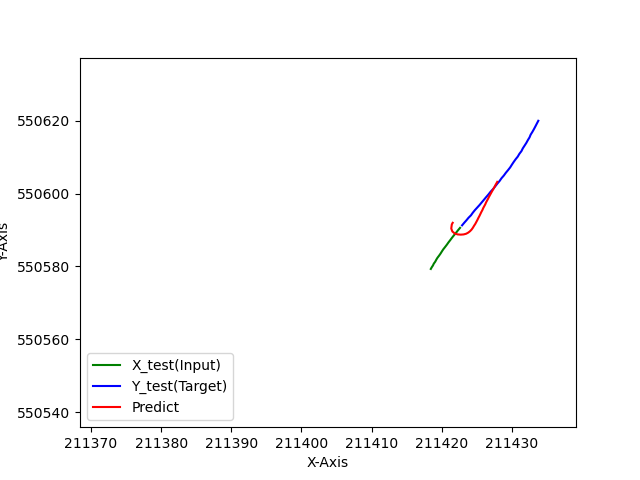 550620
550600
550580
550560
550540
Y-Axis
X_test(Input)
Y_test(Target)
Predict
211370 211380 211390 211400 211410 211420 211430
X-Axis